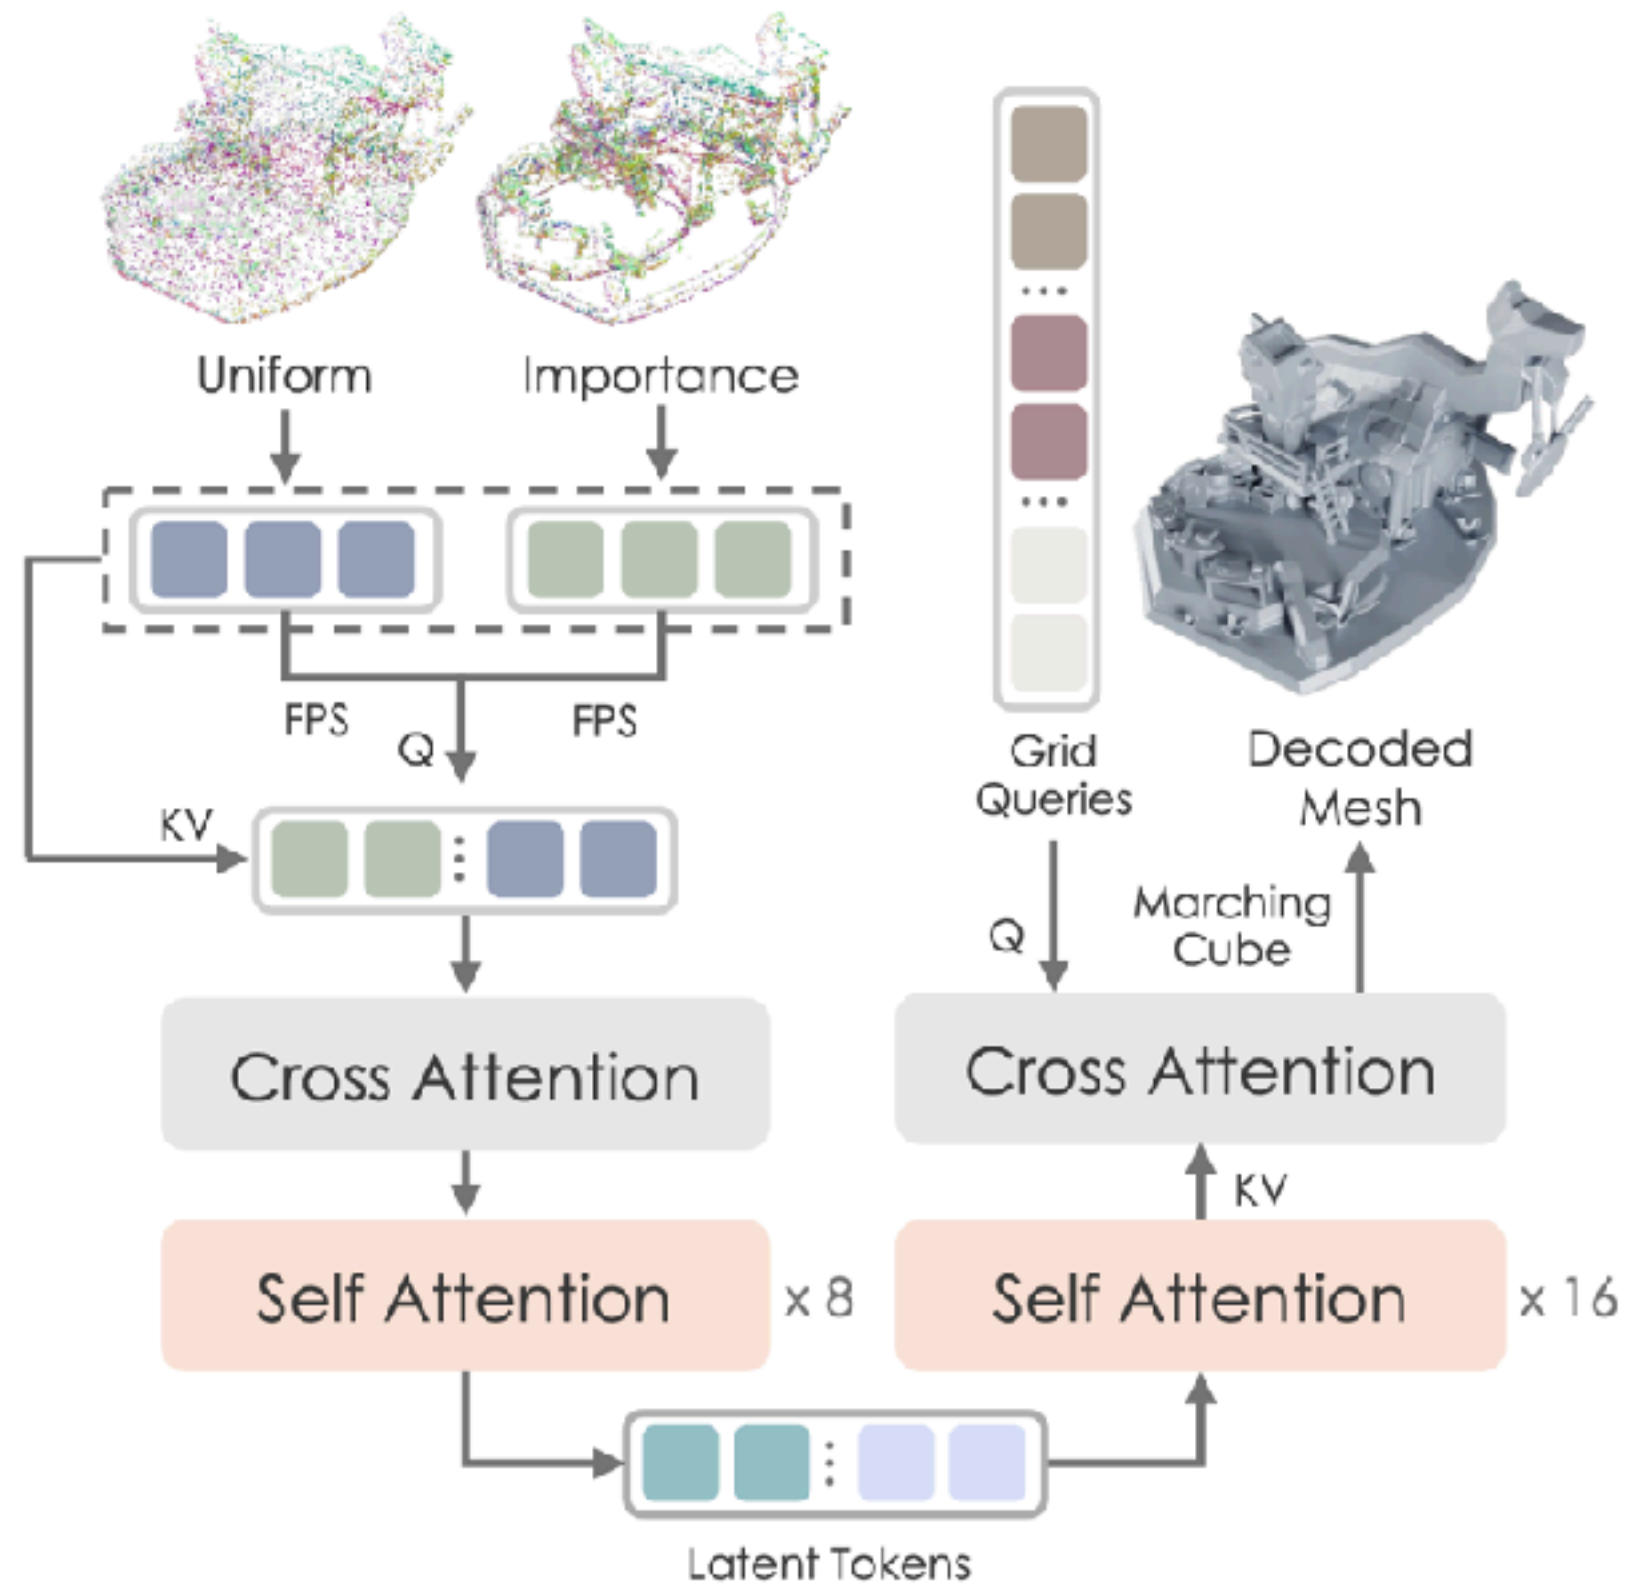 Uniform
Importance
FPS
FPS
Q
KV
Cross Attention
Self Attention
x 8
Latent Tokens
Grid
Queries
Decoded
Mesh
Q
Marching
Cube
Cross Attention
KV
Self Attention
x 16